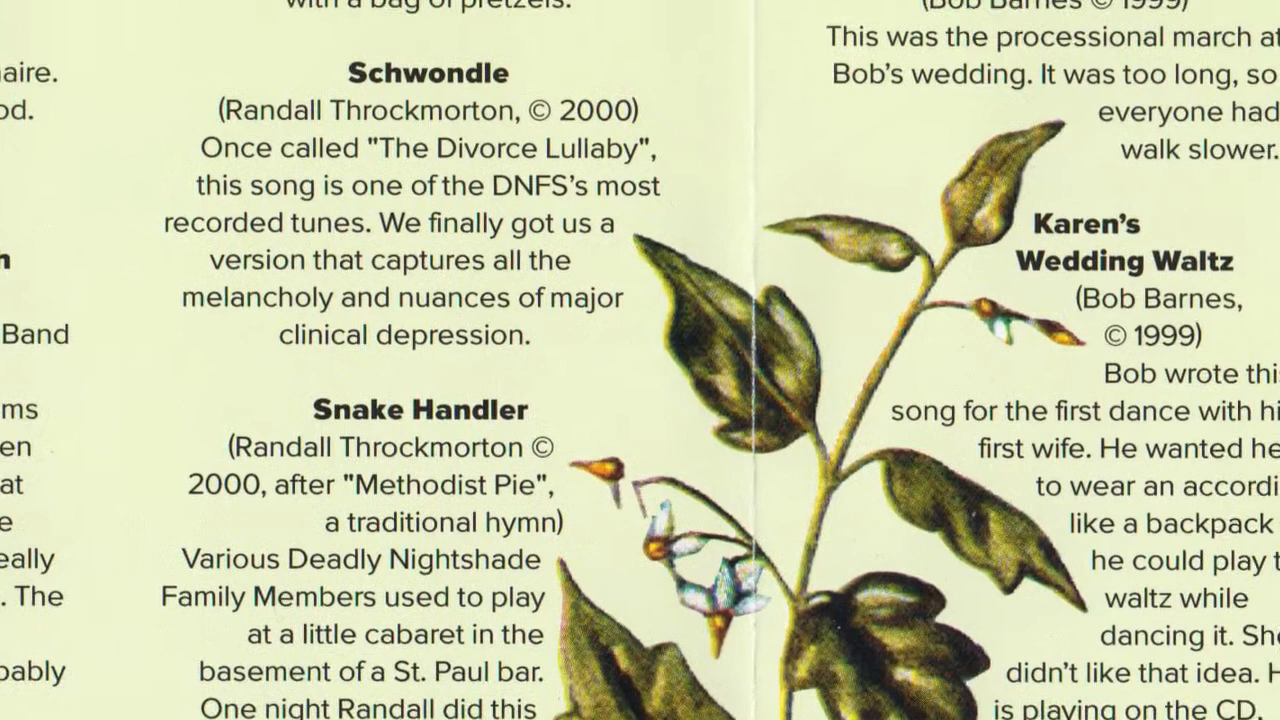 with a bag of pretzels.
Schwondle
(Randall Throckmorton, © 2000)
Once called "The Divorce Lullaby",
this song is one of the DNFS's most
recorded tunes. We finally got us a
version that captures all the
melancholy and nuances of major
clinical depression.
Snake Handler
(Randall Throckmorton ©
2000, after "Methodist Pie",
a traditional hymn)
Various Deadly Nightshade
Family Members used to play
at a little cabaret in the
basement of a St. Paul bar.
One night Randall did this
(Bob Barnes © 1999)
This was the processional march at
Bob's wedding. It was too long, so
everyone had
walk slower.
Karen's
Wedding Waltz
(Bob Barnes,
© 1999)
Bob wrote this
song for the first dance with
first wife. He wanted
to wear an
like a backpack
he could play
waltz while
dancing it.
didn't like that idea.
is playing on the CD.
Band
. The